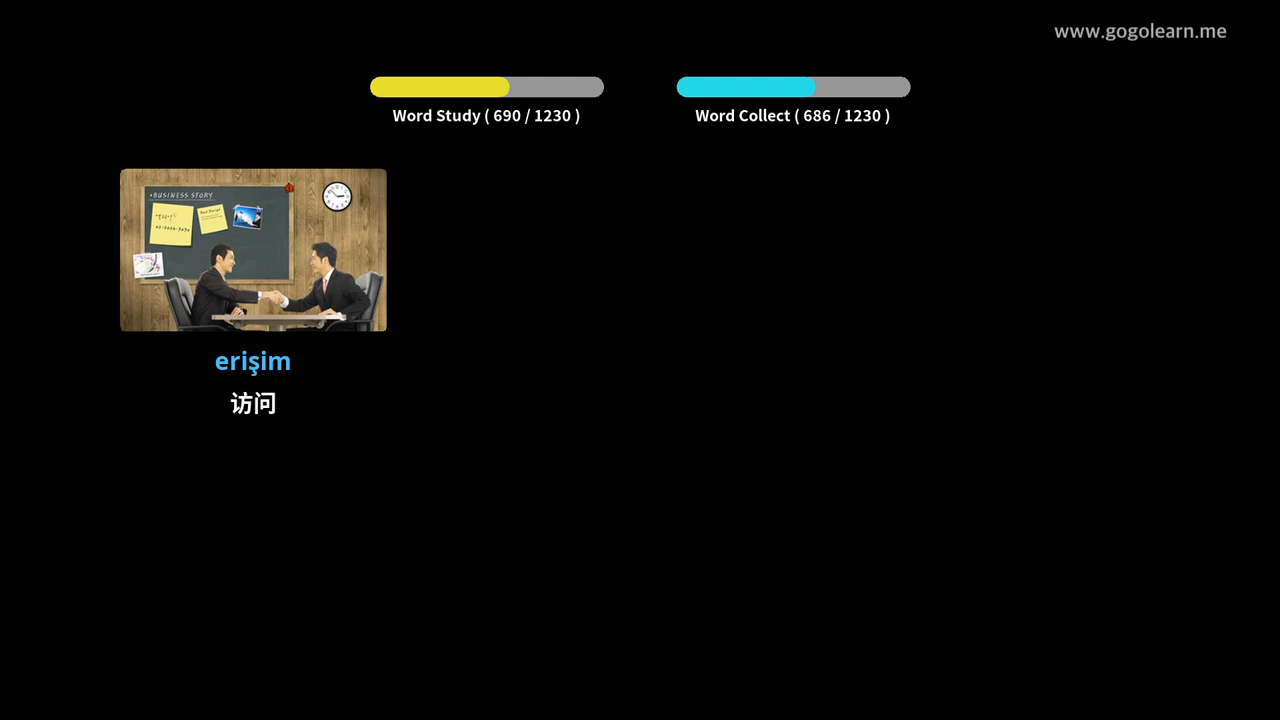 www.gogolearn.me
Word Study ( 690 / 1230 )
Word Collect ( 686 / 1230 )
•BUSINESS STORY
erişim
访问